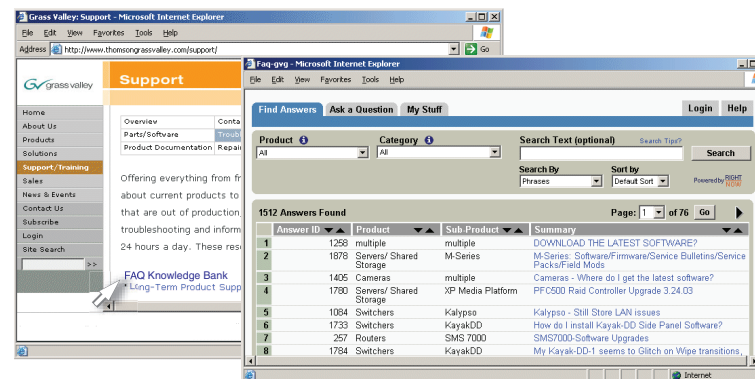 Grass Valley: Support - Microsoft Internet Explorer
File Edit View Favorites Tools Help
Address http://www.thomsongrassvalley.com/support/ Go
grass valley
Support
Home
About Us
Products
Solutions
Support/Training
Sales
News & Events
Contact Us
Subscribe
Login
Site Search
>>
Overview Conta
Parts/Software Troubl
Product Documentation Repair
Offering everything from fr
about current products to
that are out of production,
troubleshooting and inform
24 hours a day. These res
FAQ Knowledge Bank
Long-Term Product Supp
Faq-gvg - Microsoft Internet Explorer
File Edit View Favorites Tools Help
Find Answers Ask a Question My Stuff Login Help
Product Category Search Text (optional) Search Tips?
All All Search
Search By Sort by
Phrases Default Sort Powered by RIGHT NOW
1512 Answers Found Page: 1 of 76 Go
Answer ID Product Sub-Product Summary
1 1258 multiple multiple DOWNLOAD THE LATEST SOFTWARE?
2 1878 Servers/ Shared Storage M-Series M-Series: Software/Firmware/Service Bulletins/Service Packs/Field Mods
3 1405 Cameras multiple Cameras - Where do I get the latest software?
4 1780 Servers/ Shared Storage XP Media Platform PFC500 Raid Controller Upgrade 3.24.03
5 1084 Switchers Kalypso Kalypso - Still Store LAN issues
6 1733 Switchers KayakDD How do I install Kayak-DD Side Panel Software?
7 257 Routers SMS 7000 SMS7000-Software Upgrades
8 1784 Switchers KayakDD My Kayak-DD-1 seems to Glitch on Wipe transitions,
Internet